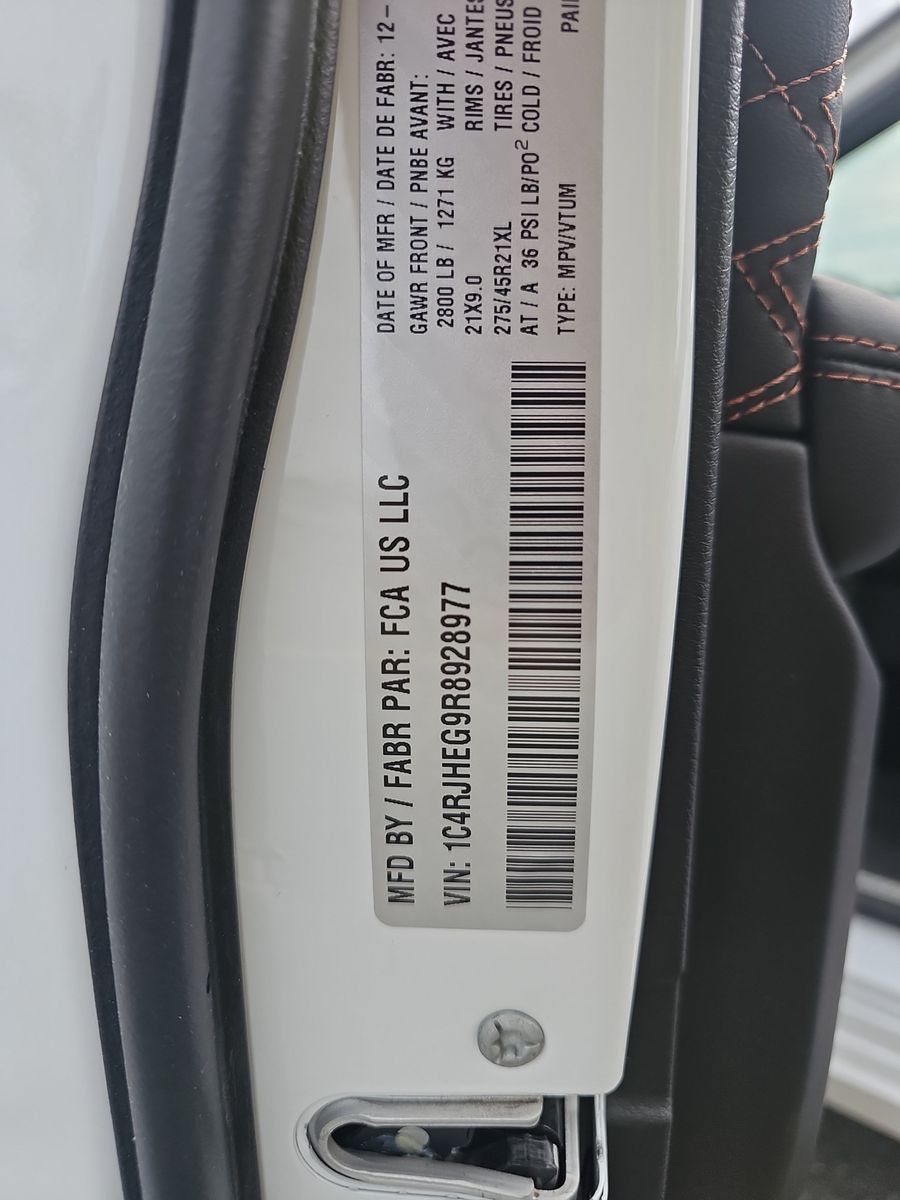 MFD BY / FABR PAR: FCA US LLC
VIN: 1C4RJHEG9R8928977
DATE OF MFR / DATE DE FABR: 12 -
GAWR FRONT / PNBE AVANT:
2800 LB / 1271 KG WITH / AVEC
21X9.0 RIMS / JANTES
275/45R21XL TIRES / PNEUS
AT / A 36 PSI LB/PO² COLD / FROID
TYPE: MPV/VTUM